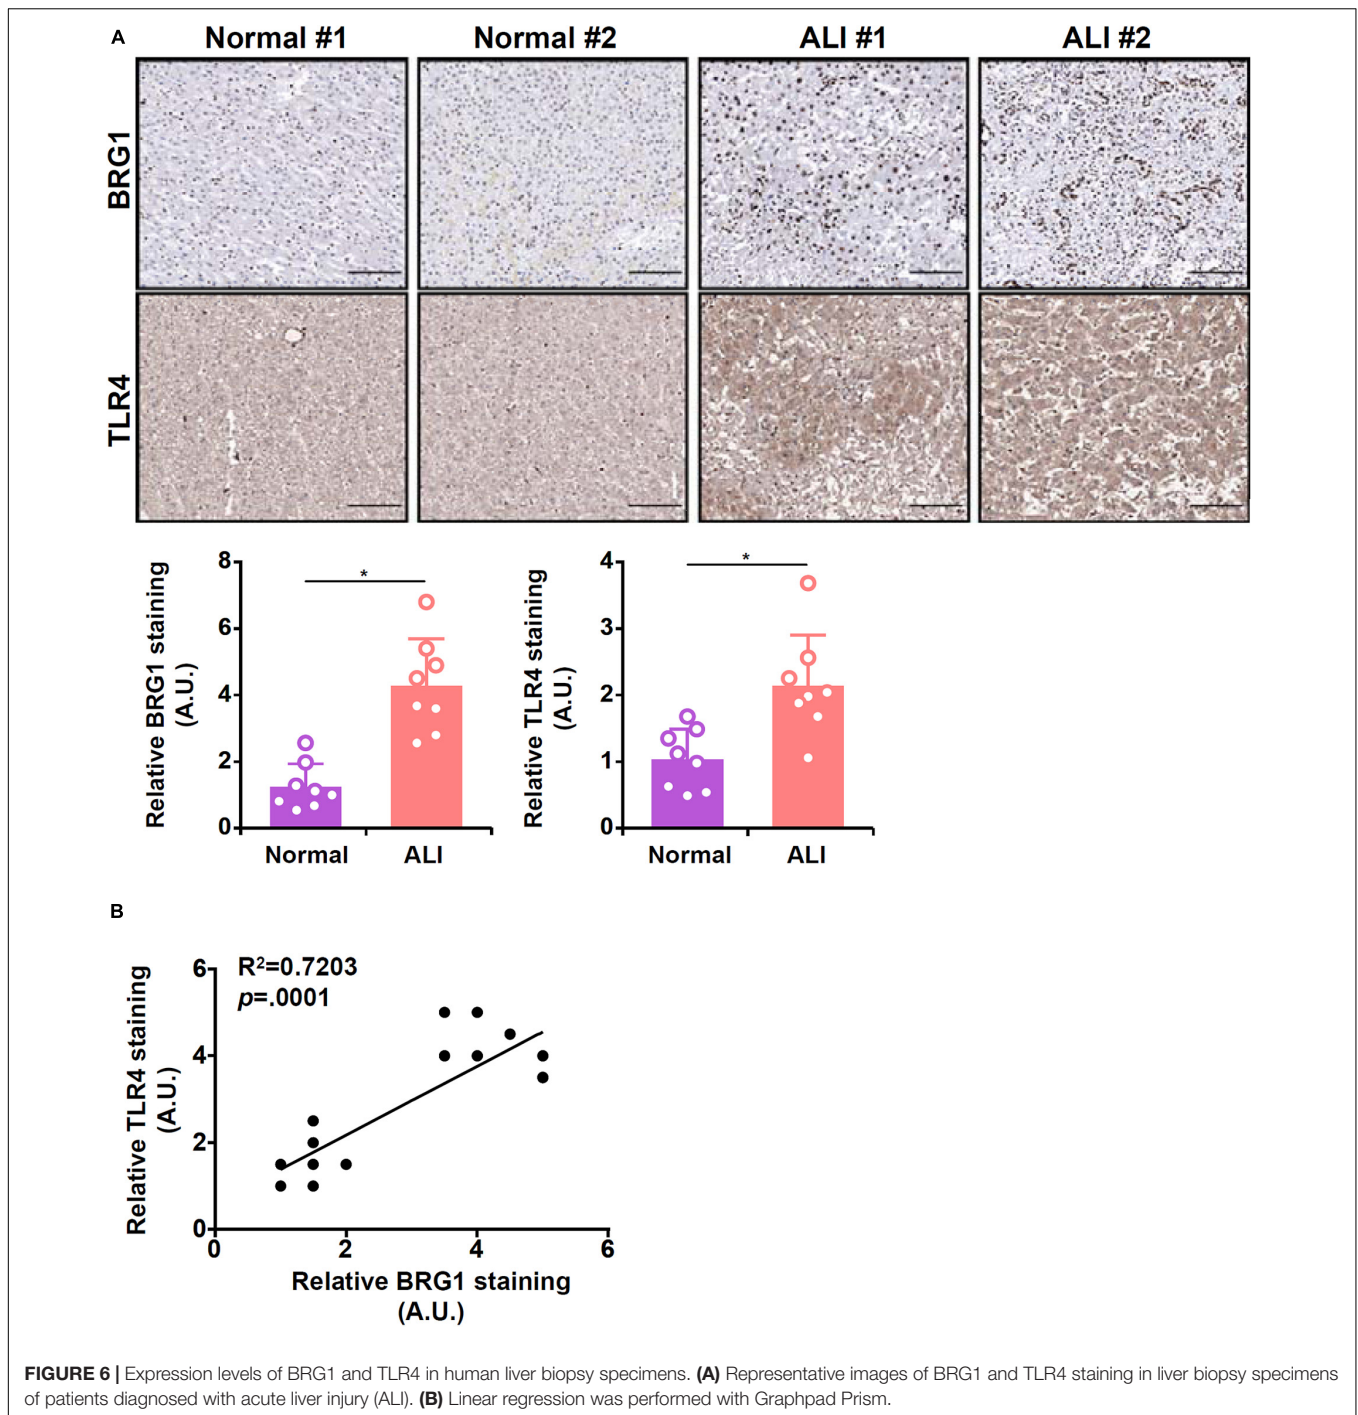 A
Normal #1 Normal #2 ALI #1 ALI #2
BRG1
TLR4
Relative BRG1 staining
(A.U.)
8
6
4
2
0
*
Normal ALI
Relative TLR4 staining
(A.U.)
4
3
2
1
0
*
Normal ALI
B
R²=0.7203
p=.0001
Relative TLR4 staining
(A.U.)
6
4
2
0
0 2 4 6
Relative BRG1 staining
(A.U.)
FIGURE 6 | Expression levels of BRG1 and TLR4 in human liver biopsy specimens. (A) Representative images of BRG1 and TLR4 staining in liver biopsy specimens
of patients diagnosed with acute liver injury (ALI). (B) Linear regression was performed with Graphpad Prism.